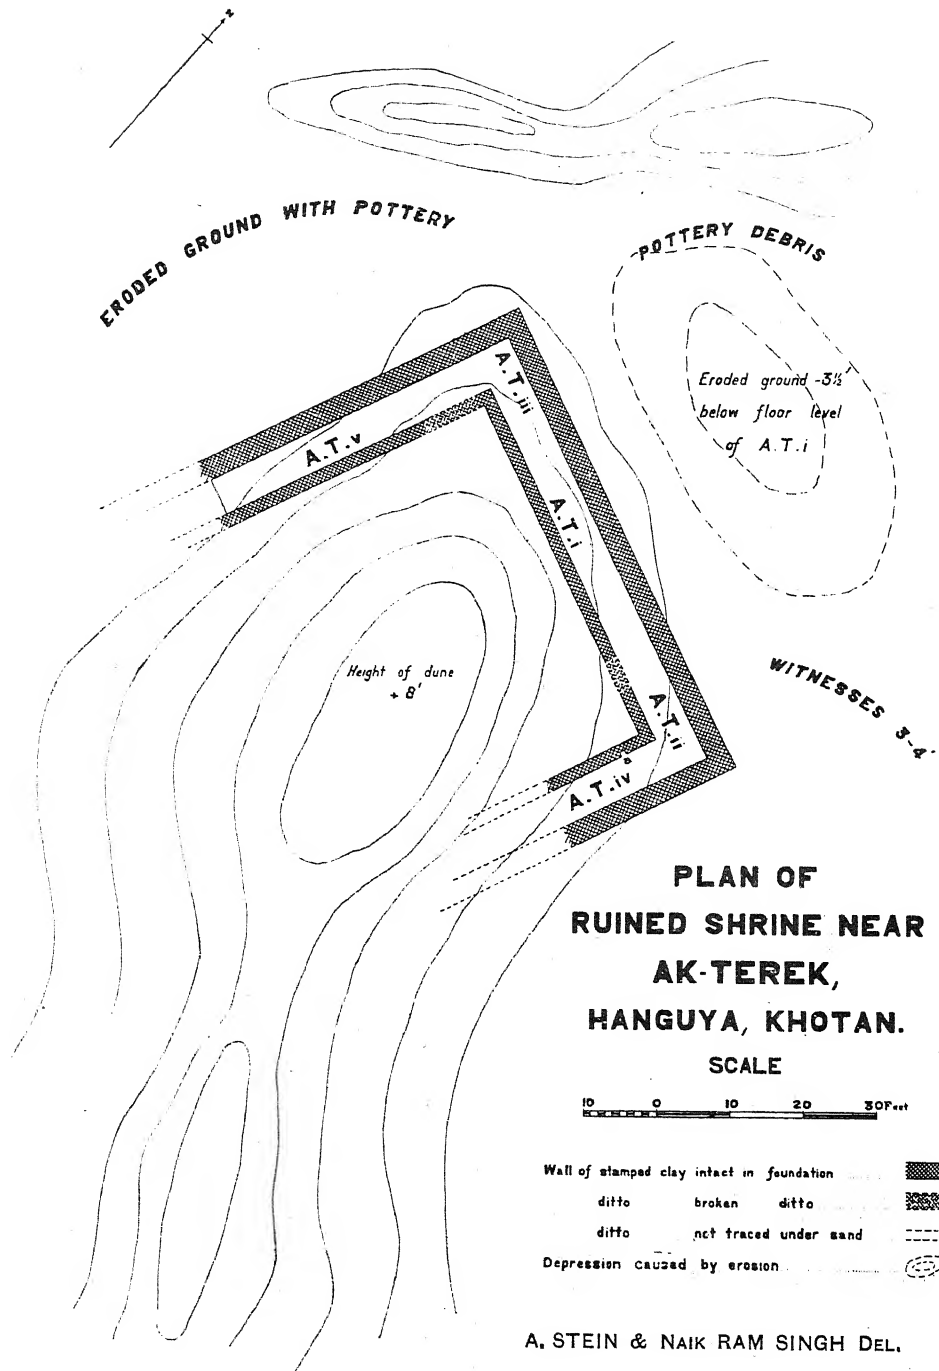 N
ERODED GROUND WITH POTTERY
POTTERY DEBRIS
Eroded ground -3½'
below floor level
of A.T.i
A.T.iii
A.T.v
A.T.i
Height of dune
+ 8'
WITNESSES 3-4'
A.T.ii
a
A.T.iv
PLAN OF
RUINED SHRINE NEAR
AK-TEREK,
HANGUYA, KHOTAN.
SCALE
10 0 10 20 30 Feet
Wall of stamped clay intact in foundation
ditto broken ditto
ditto not traced under sand
Depression caused by erosion
A. STEIN & NAIK RAM SINGH DEL.